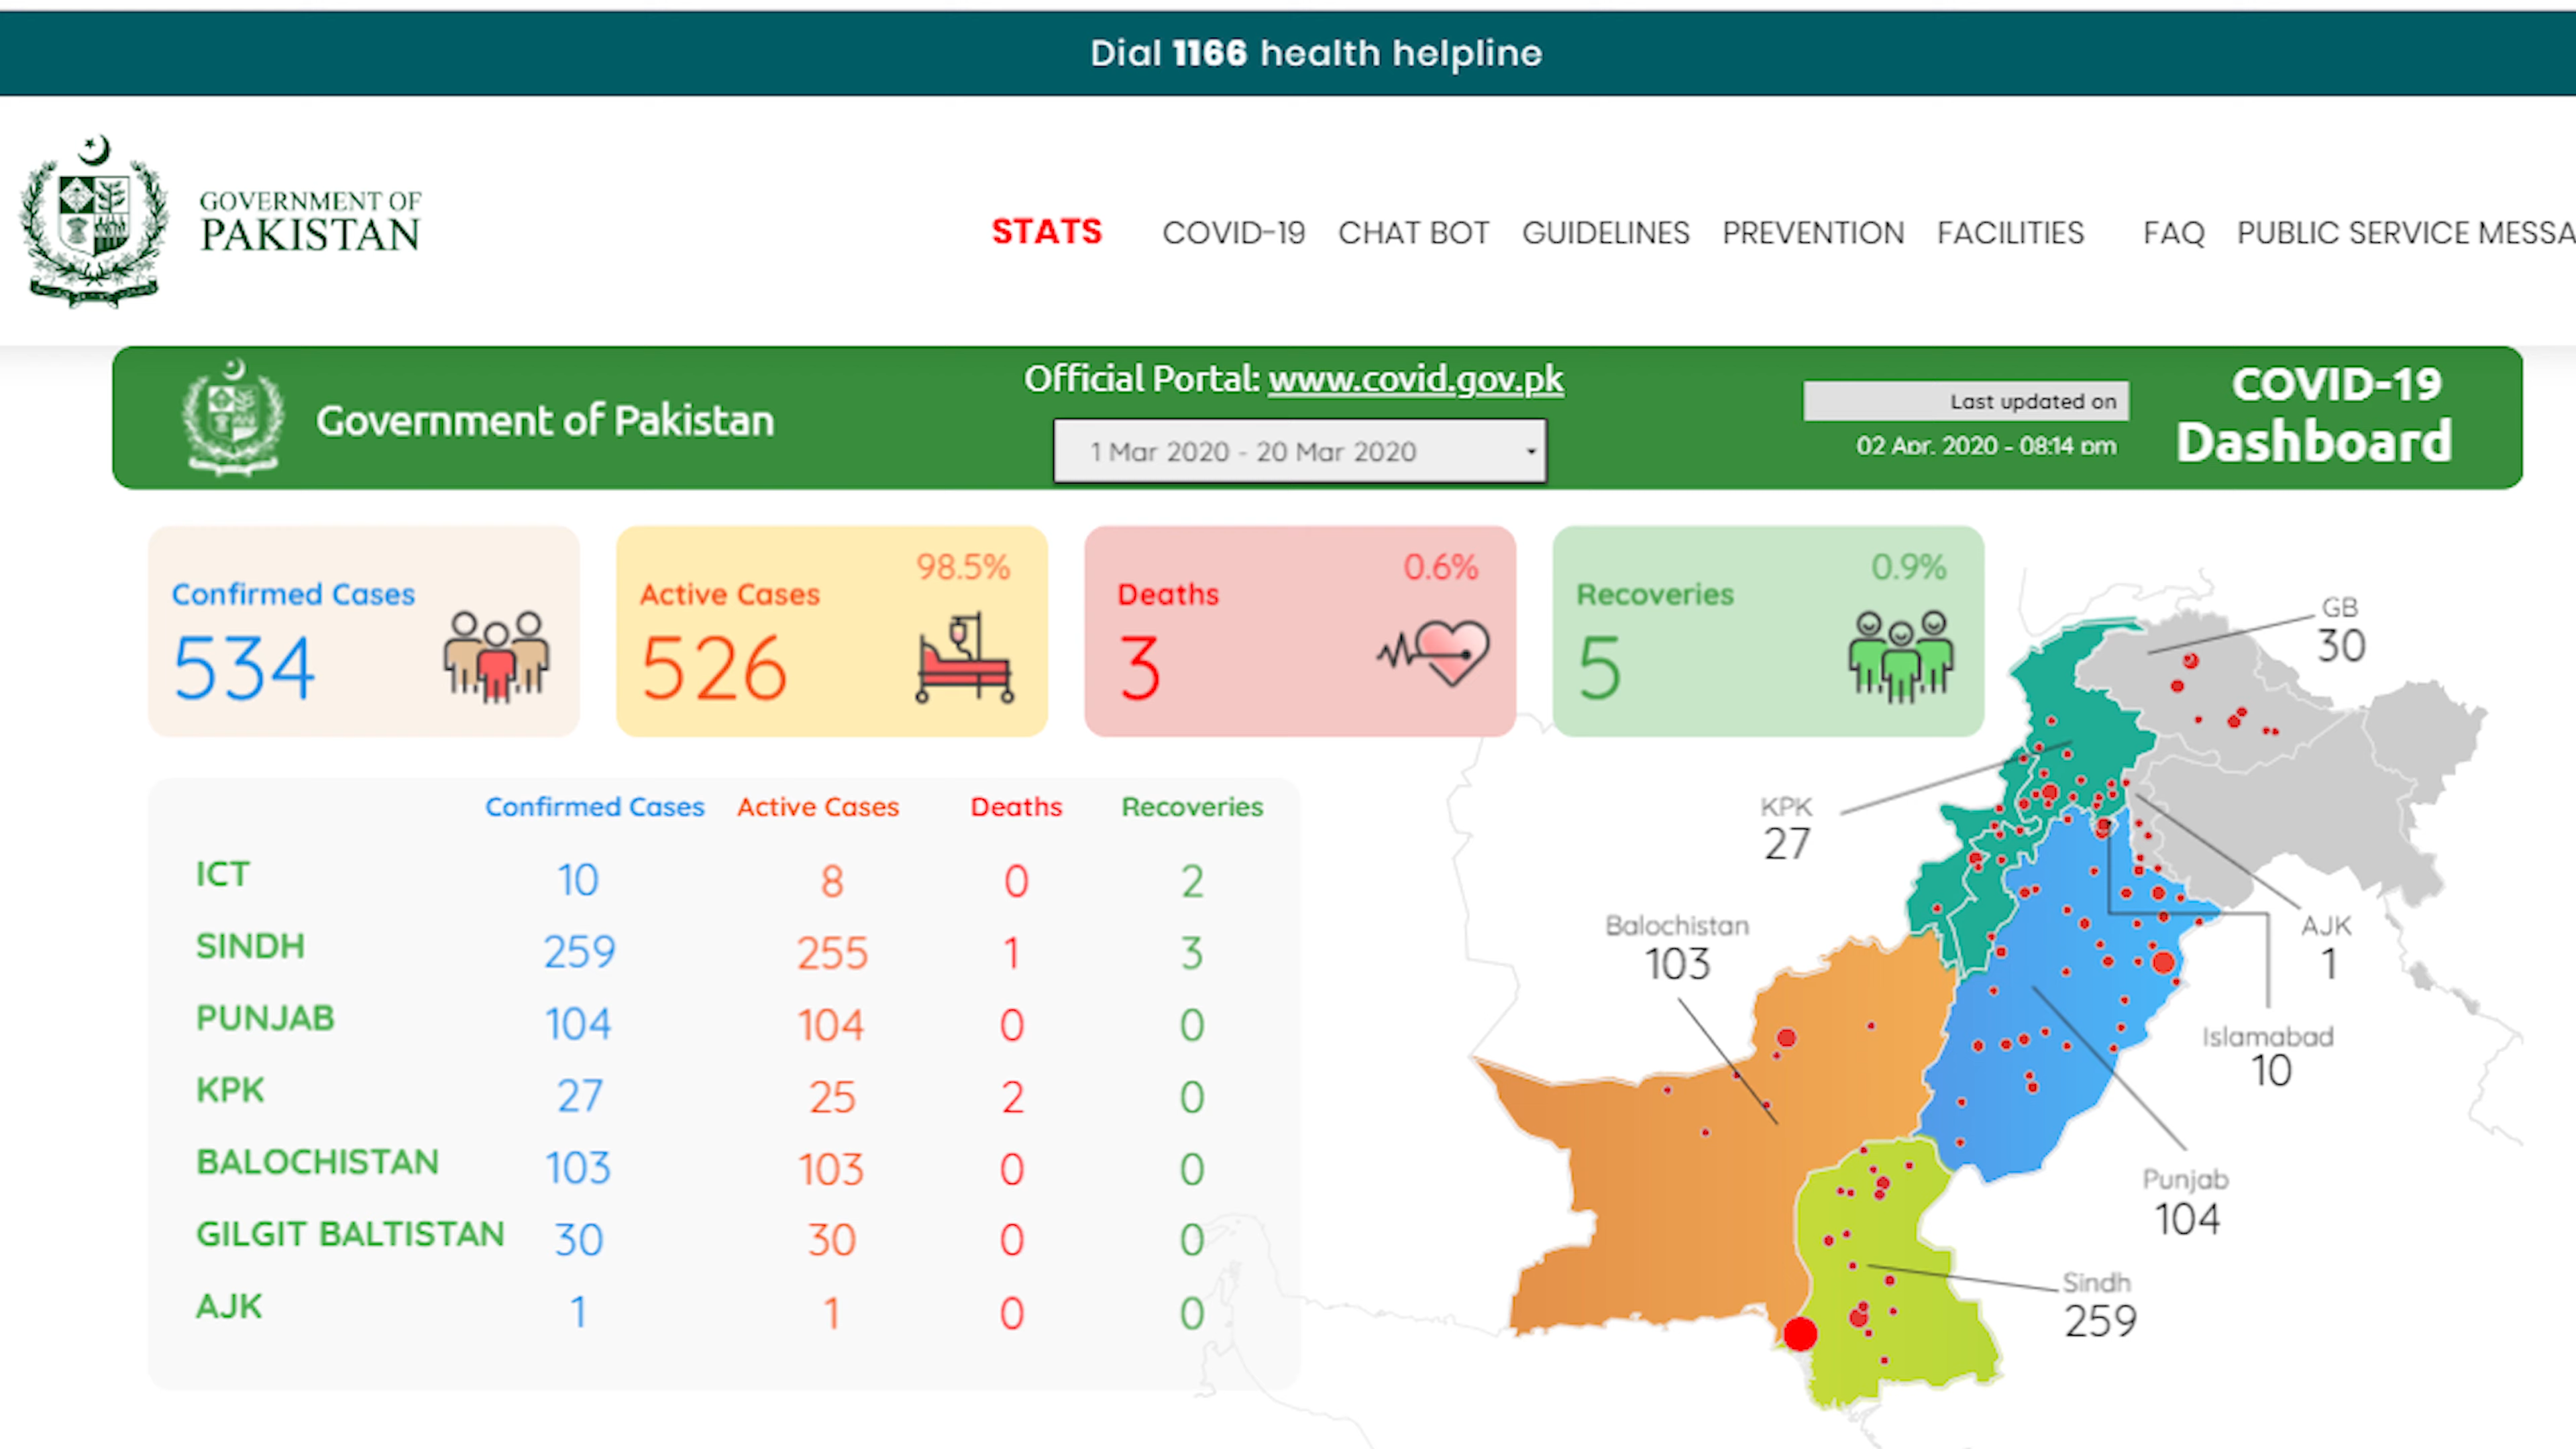 Dial 1166 health helpline
GOVERNMENT OF
PAKISTAN
STATS COVID-19 CHAT BOT GUIDELINES PREVENTION FACILITIES FAQ PUBLIC SERVICE MESSA
Government of Pakistan
Official Portal: www.covid.gov.pk
1 Mar 2020 - 20 Mar 2020
Last updated on
02 Apr. 2020 - 08:14 pm
COVID-19
Dashboard
Confirmed Cases
534
98.5%
Active Cases
526
0.6%
Deaths
3
0.9%
Recoveries
5
Confirmed Cases Active Cases Deaths Recoveries
ICT 10 8 0 2
SINDH 259 255 1 3
PUNJAB 104 104 0 0
KPK 27 25 2 0
BALOCHISTAN 103 103 0 0
GILGIT BALTISTAN 30 30 0 0
AJK 1 1 0 0
GB
30
KPK
27
Balochistan
103
AJK
1
Islamabad
10
Punjab
104
Sindh
259